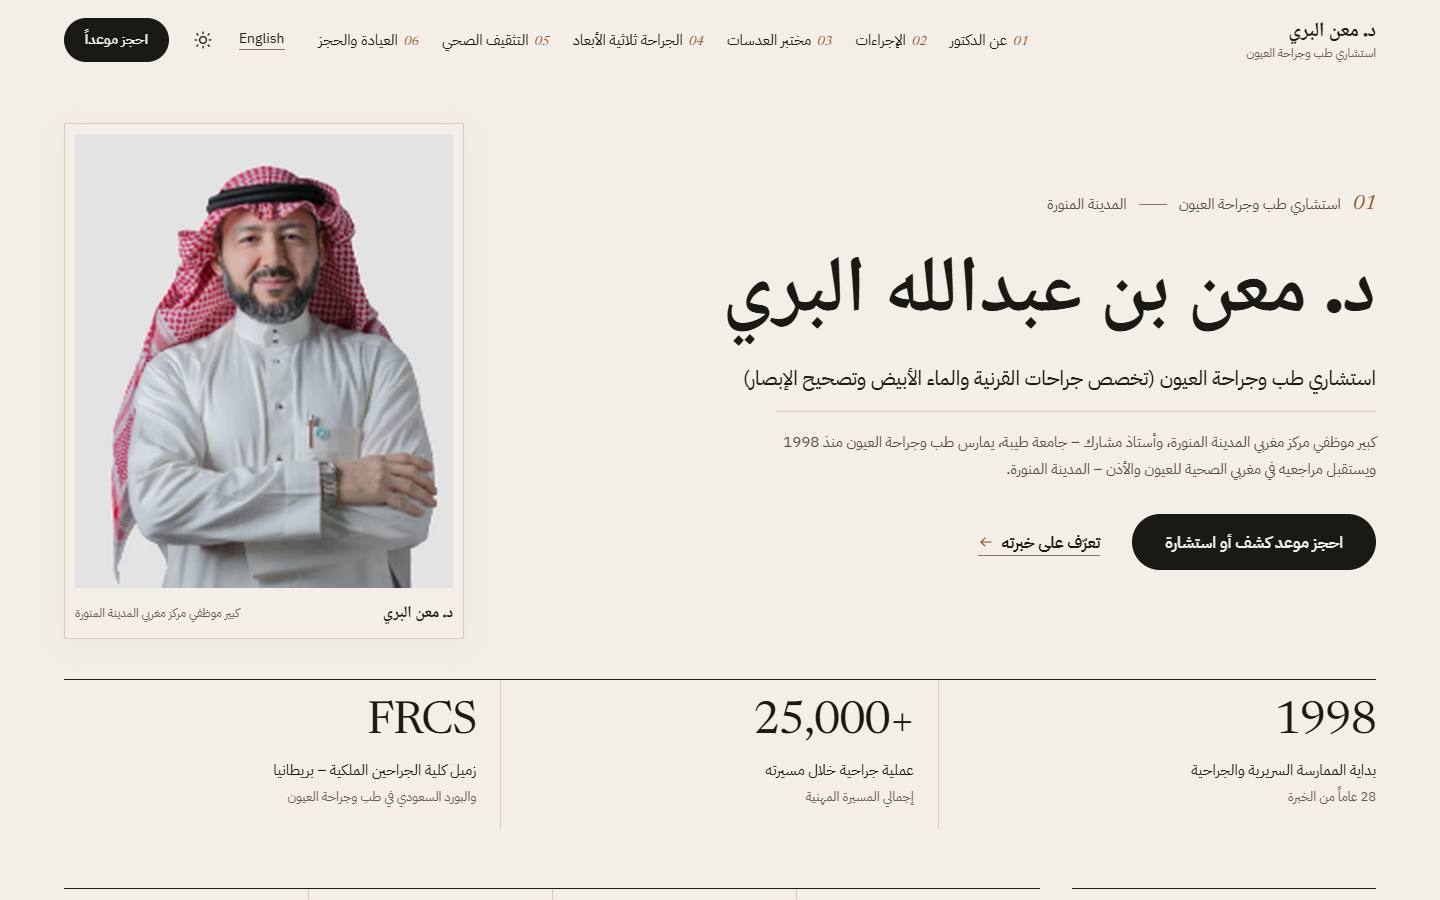 د. معن البري
استشاري طب وجراحة العيون
01 عن الدكتور
02 الإجراءات
03 مختبر العدسات
04 الجراحة ثلاثية الأبعاد
05 التثقيف الصحي
06 العيادة والحجز
English
احجز موعداً
01 استشاري طب وجراحة العيون — المدينة المنورة
د. معن بن عبدالله البري
استشاري طب وجراحة العيون (تخصص جراحات القرنية والماء الأبيض وتصحيح الإبصار)
كبير موظفي مركز مغربي المدينة المنورة، وأستاذ مشارك – جامعة طيبة، يمارس طب وجراحة العيون منذ 1998
ويستقبل مراجعيه في مغربي الصحية للعيون والأذن – المدينة المنورة.
احجز موعد كشف أو استشارة
تعرّف على خبرته ←
د. معن البري
كبير موظفي مركز مغربي المدينة المنورة
1998
بداية الممارسة السريرية والجراحية
28 عاماً من الخبرة
25,000+
عملية جراحية خلال مسيرته
إجمالي المسيرة المهنية
FRCS
زميل كلية الجراحين الملكية – بريطانيا
والبورد السعودي في طب وجراحة العيون